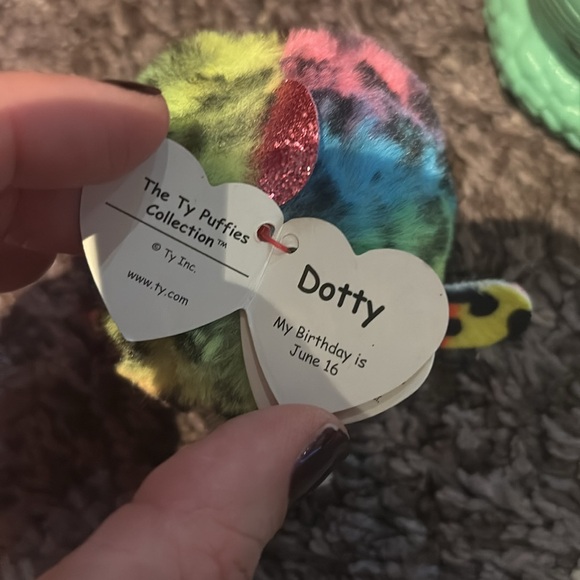 The Ty Puffies
Collection™
© Ty Inc.
www.ty.com
Dotty
My Birthday is
June 16